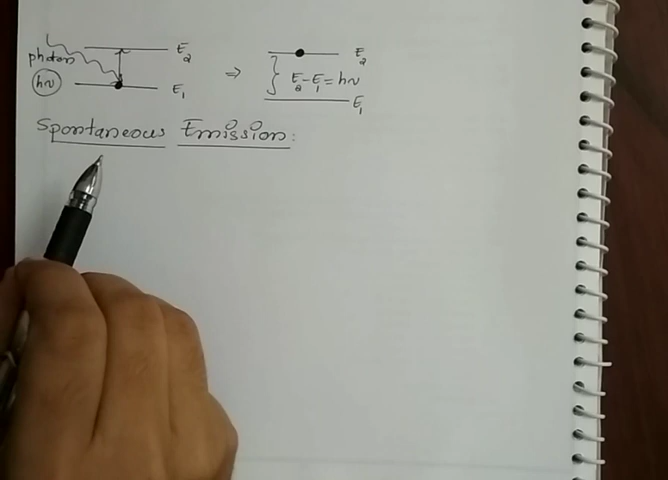 E₂
photon
hν
E₁
⇒
E₂
E₂-E₁=hν
E₁
Spontaneous Emission: